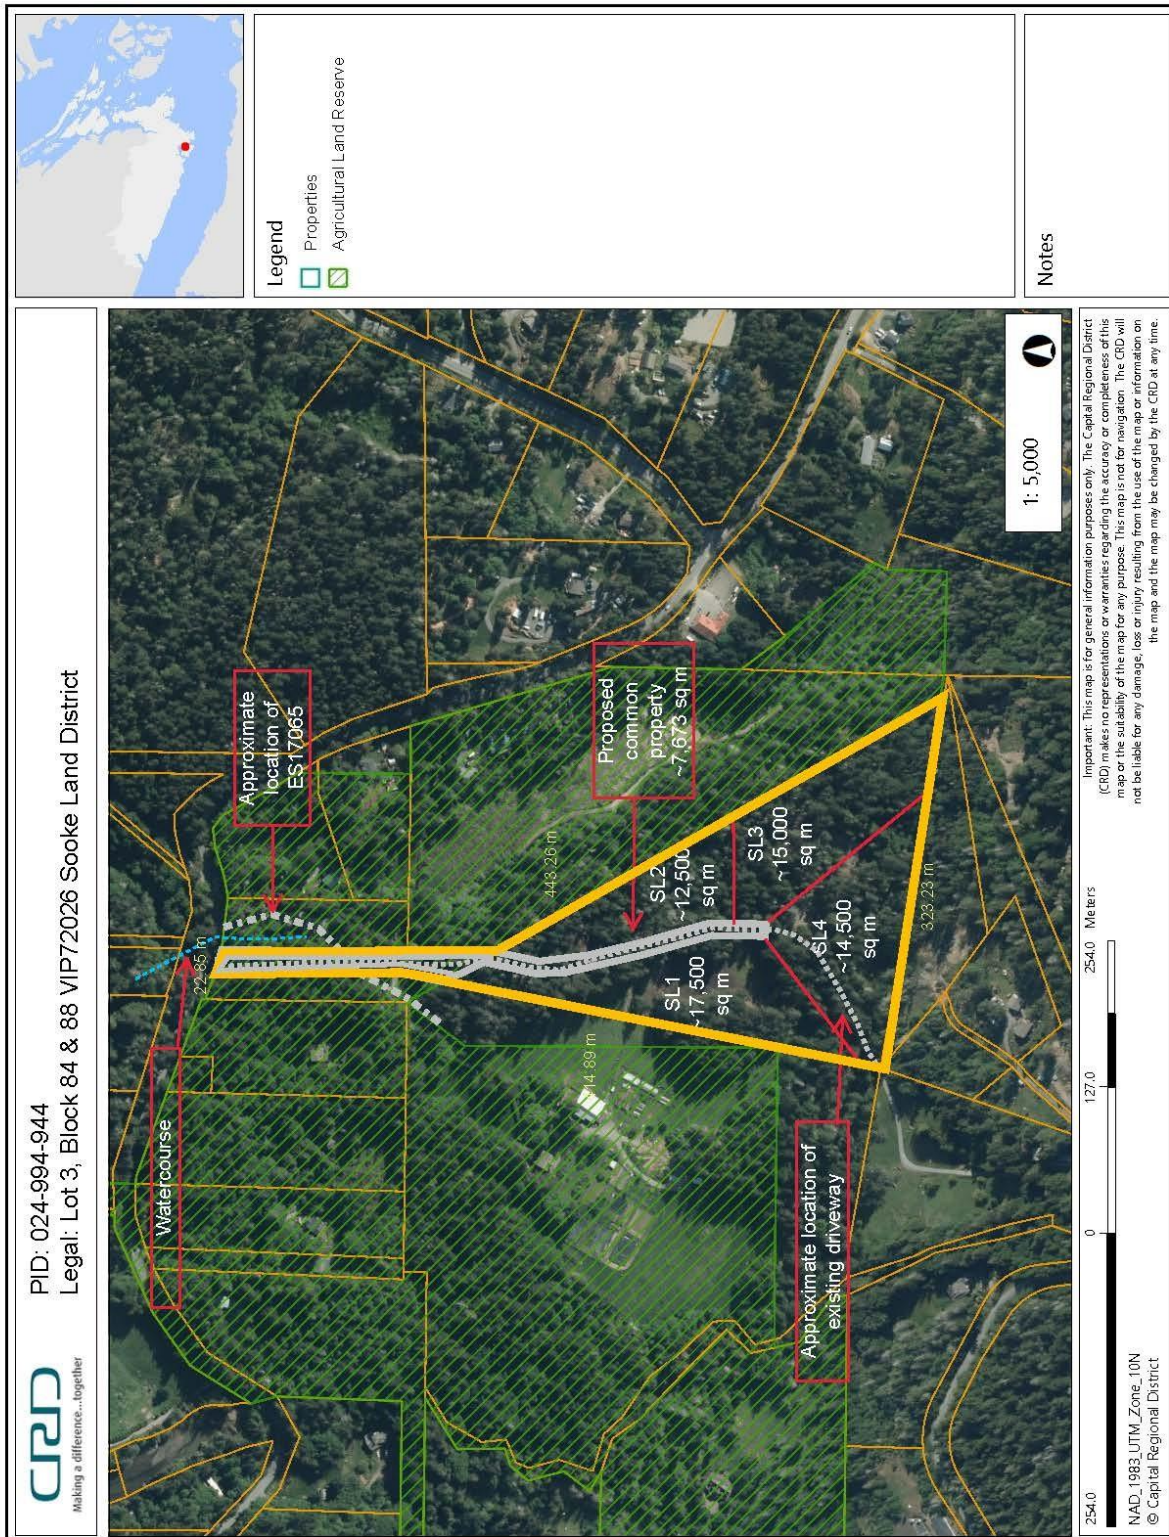 CRD
Making a difference...together
PID: 024-994-944
Legal: Lot 3, Block 84 & 88 VIP72026 Sooke Land District
Watercourse
22.85 m
Approximate
location of
ES17065
443.26 m
14.89 m
Proposed
common
property
~7,673 sq m
SL2
~12,500
sq m
SL1
~17,500
sq m
SL3
~15,000
sq m
SL4
~14,500
sq m
323.23 m
Approximate location of
existing driveway
1: 5,000
Legend
Properties
Agricultural Land Reserve
Notes
254.0
0
127.0
254.0
Meters
NAD_1983_UTM_Zone_10N
© Capital Regional District
Important: This map is for general information purposes only. The Capital Regional District
(CRD) makes no representations or warranties regarding the accuracy or completeness of this
map or the suitability of the map for any purpose. This map is not for navigation. The CRD will
not be liable for any damage, loss or injury resulting from the use of the map or information on
the map and the map may be changed by the CRD at any time.